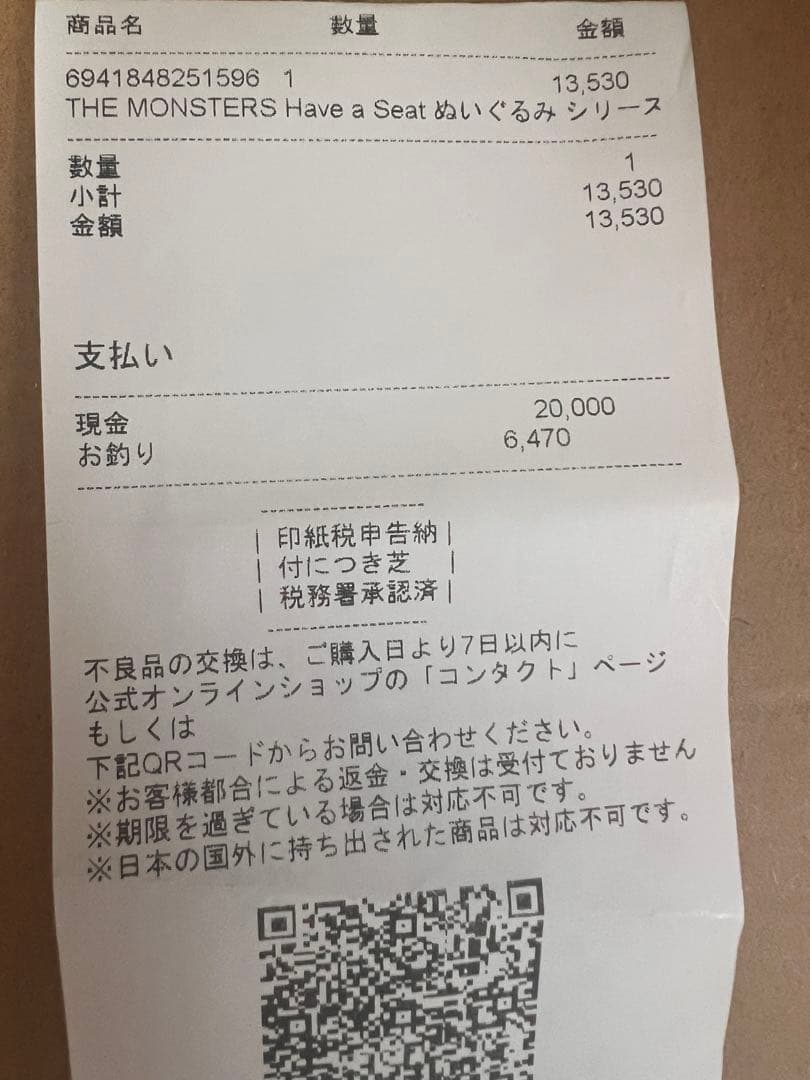 商品名 数量 金額
6941848251596 1 13,530
THE MONSTERS Have a Seat ぬいぐるみ シリーズ
数量 1
小計 13,530
金額 13,530
支払い
現金 20,000
お釣り 6,470
印紙税申告納
付につき芝
税務署承認済
不良品の交換は、ご購入日より7日以内に
公式オンラインショップの「コンタクト」ページ
もしくは
下記QRコードからお問い合わせください。
※お客様都合による返金・交換は受付ておりません
※期限を過ぎている場合は対応不可です。
※日本の国外に持ち出された商品は対応不可です。